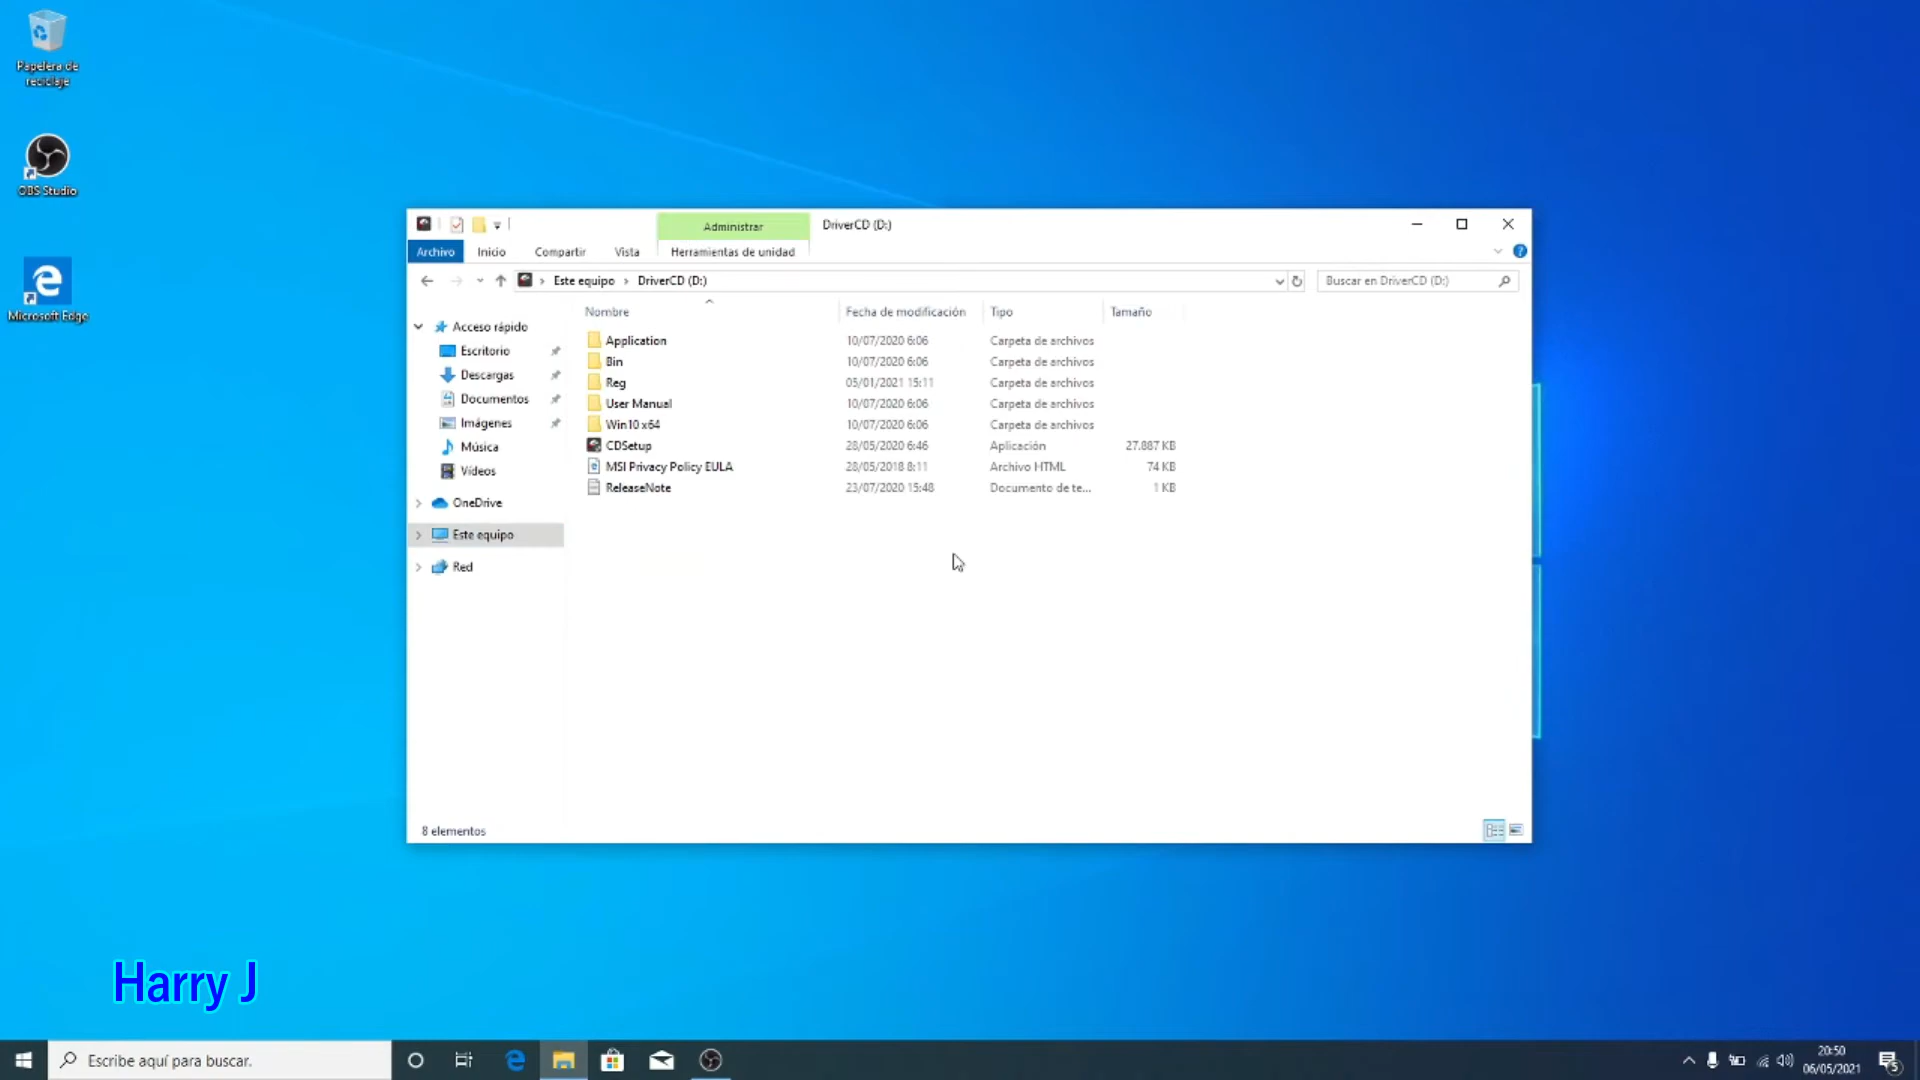 Papelera de
reciclaje
OBS Studio
Microsoft Edge
Administrar
DriverCD (D:)
Archivo
Inicio
Compartir
Vista
Herramientas de unidad
Este equipo > DriverCD (D:)
Buscar en DriverCD (D:)
Nombre
Fecha de modificación
Tipo
Tamaño
Acceso rápido
Escritorio
Descargas
Documentos
Imágenes
Música
Vídeos
OneDrive
Este equipo
Red
Application 10/07/2020 6:06 Carpeta de archivos
Bin 10/07/2020 6:06 Carpeta de archivos
Reg 05/01/2021 15:11 Carpeta de archivos
User Manual 10/07/2020 6:06 Carpeta de archivos
Win10 x64 10/07/2020 6:06 Carpeta de archivos
CDSetup 28/05/2020 6:46 Aplicación 27.887 KB
MSI Privacy Policy EULA 28/05/2018 8:11 Archivo HTML 74 KB
ReleaseNote 23/07/2020 15:48 Documento de te... 1 KB
8 elementos
Harry J
Escribe aquí para buscar.
20:50
06/05/2021
5